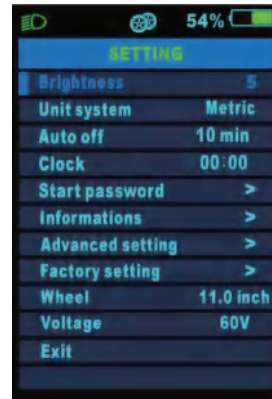 54%
SETTING
Brightness 5
Unit system Metric
Auto off 10 min
Clock 00:00
Start password >
Informations >
Advanced setting >
Factory setting >
Wheel 11.0 inch
Voltage 60V
Exit